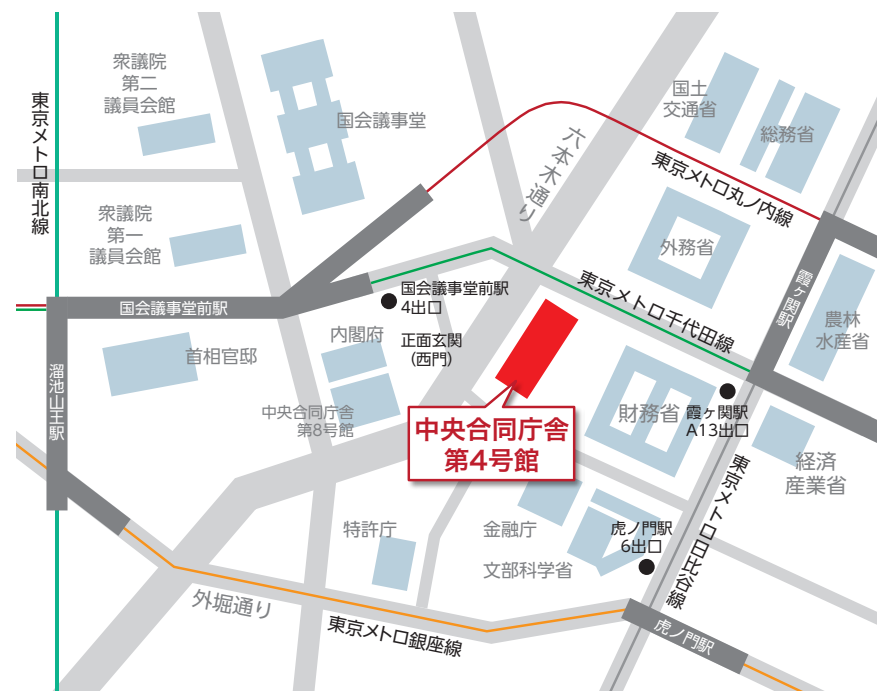 衆議院
第二
議員会館
国会議事堂
国土
交通省
総務省
東京メトロ南北線
六本木通り
東京メトロ丸ノ内線
衆議院
第一
議員会館
外務省
国会議事堂前駅
国会議事堂前駅
4出口
東京メトロ千代田線
霞ヶ関駅
農林
水産省
首相官邸
内閣府
正面玄関
(西門)
溜池山王駅
中央合同庁舎
第8号館
中央合同庁舎
第4号館
財務省
霞ヶ関駅
A13出口
経済
産業省
東京メトロ日比谷線
特許庁
金融庁
虎ノ門駅
6出口
文部科学省
外堀通り
東京メトロ銀座線
虎ノ門駅